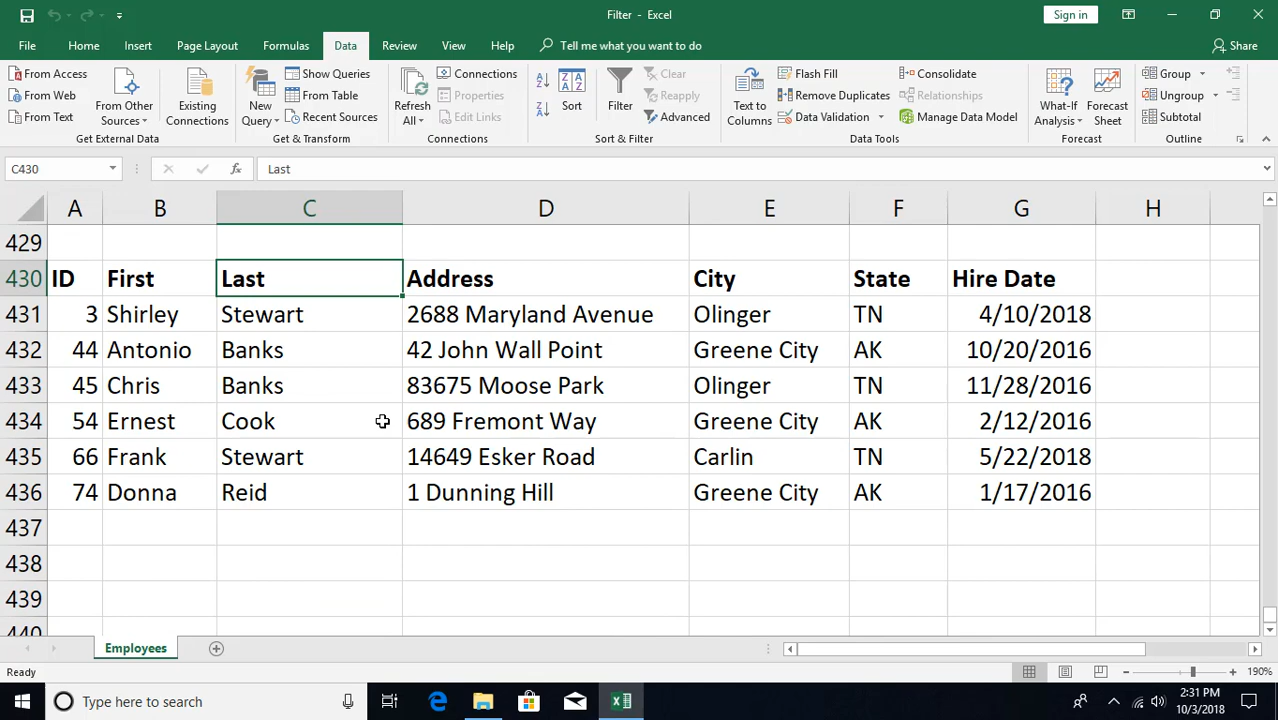 Filter - Excel
Sign in
File Home Insert Page Layout Formulas Data Review View Help Tell me what you want to do Share
From Access
From Web
From Text
From Other Sources
Existing Connections
Get External Data
New Query
Show Queries
From Table
Recent Sources
Get & Transform
Refresh All
Connections
Properties
Edit Links
Connections
Sort
Filter
Clear
Reapply
Advanced
Sort & Filter
Text to Columns
Flash Fill
Remove Duplicates
Data Validation
Consolidate
Relationships
Manage Data Model
Data Tools
What-If Analysis
Forecast Sheet
Forecast
Group
Ungroup
Subtotal
Outline
C430 fx Last
A B C D E F G H
429
430 ID First Last Address City State Hire Date
431 3 Shirley Stewart 2688 Maryland Avenue Olinger TN 4/10/2018
432 44 Antonio Banks 42 John Wall Point Greene City AK 10/20/2016
433 45 Chris Banks 83675 Moose Park Olinger TN 11/28/2016
434 54 Ernest Cook 689 Fremont Way Greene City AK 2/12/2016
435 66 Frank Stewart 14649 Esker Road Carlin TN 5/22/2018
436 74 Donna Reid 1 Dunning Hill Greene City AK 1/17/2016
437
438
439
440
Employees
Ready 190%
Type here to search
2:31 PM
10/3/2018